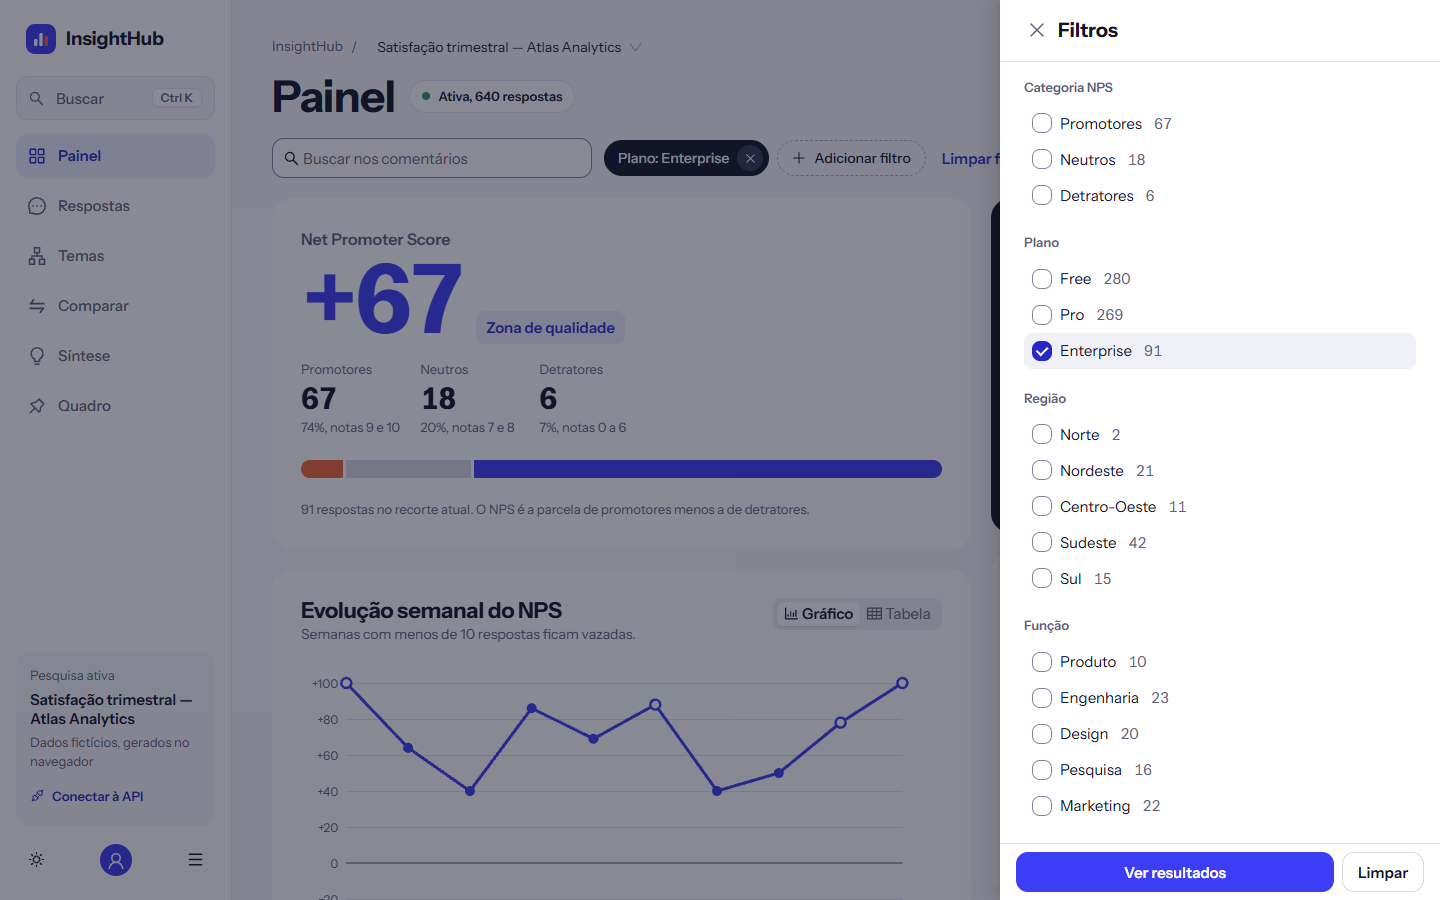 InsightHub
Buscar
Ctrl K
Painel
Respostas
Temas
Comparar
Síntese
Quadro
Pesquisa ativa
Satisfação trimestral —
Atlas Analytics
Dados fictícios, gerados no
navegador
Conectar à API
InsightHub / Satisfação trimestral — Atlas Analytics
Painel
Ativa, 640 respostas
Buscar nos comentários
Plano: Enterprise
Adicionar filtro
Limpar f
Net Promoter Score
+67
Zona de qualidade
Promotores Neutros Detratores
67 18 6
74%, notas 9 e 10 20%, notas 7 e 8 7%, notas 0 a 6
91 respostas no recorte atual. O NPS é a parcela de promotores menos a de detratores.
Evolução semanal do NPS
Semanas com menos de 10 respostas ficam vazadas.
Gráfico Tabela
+100
+80
+60
+40
+20
0
-20
Filtros
Categoria NPS
Promotores 67
Neutros 18
Detratores 6
Plano
Free 280
Pro 269
Enterprise 91
Região
Norte 2
Nordeste 21
Centro-Oeste 11
Sudeste 42
Sul 15
Função
Produto 10
Engenharia 23
Design 20
Pesquisa 16
Marketing 22
Ver resultados
Limpar